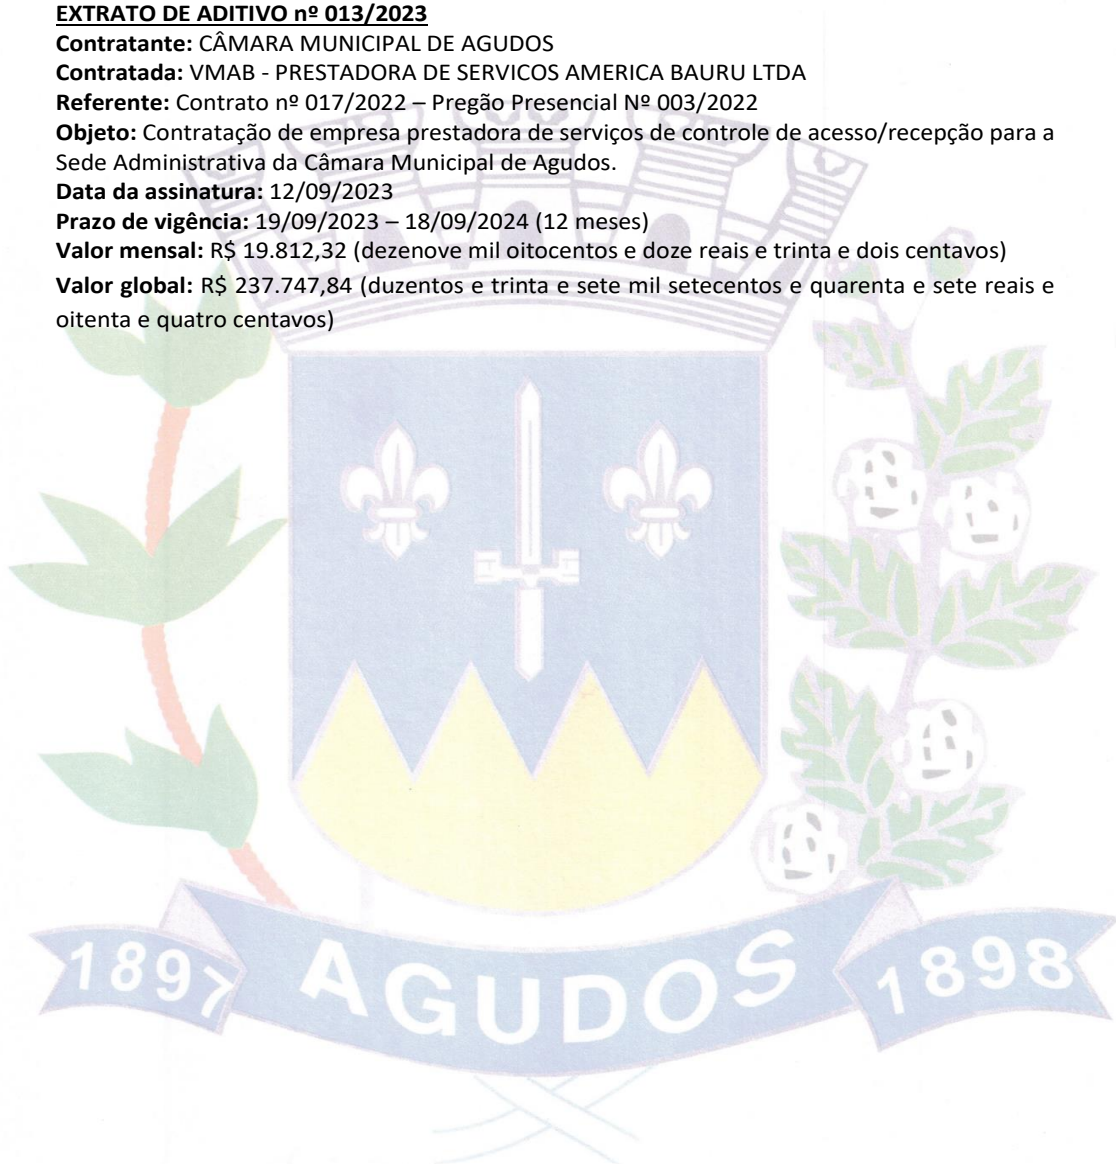 EXTRATO DE ADITIVO nº 013/2023
Contratante: CÂMARA MUNICIPAL DE AGUDOS
Contratada: VMAB - PRESTADORA DE SERVICOS AMERICA BAURU LTDA
Referente: Contrato nº 017/2022 – Pregão Presencial Nº 003/2022
Objeto: Contratação de empresa prestadora de serviços de controle de acesso/recepção para a
Sede Administrativa da Câmara Municipal de Agudos.
Data da assinatura: 12/09/2023
Prazo de vigência: 19/09/2023 – 18/09/2024 (12 meses)
Valor mensal: R$ 19.812,32 (dezenove mil oitocentos e doze reais e trinta e dois centavos)
Valor global: R$ 237.747,84 (duzentos e trinta e sete mil setecentos e quarenta e sete reais e
oitenta e quatro centavos)
1897 AGUDOS 1898